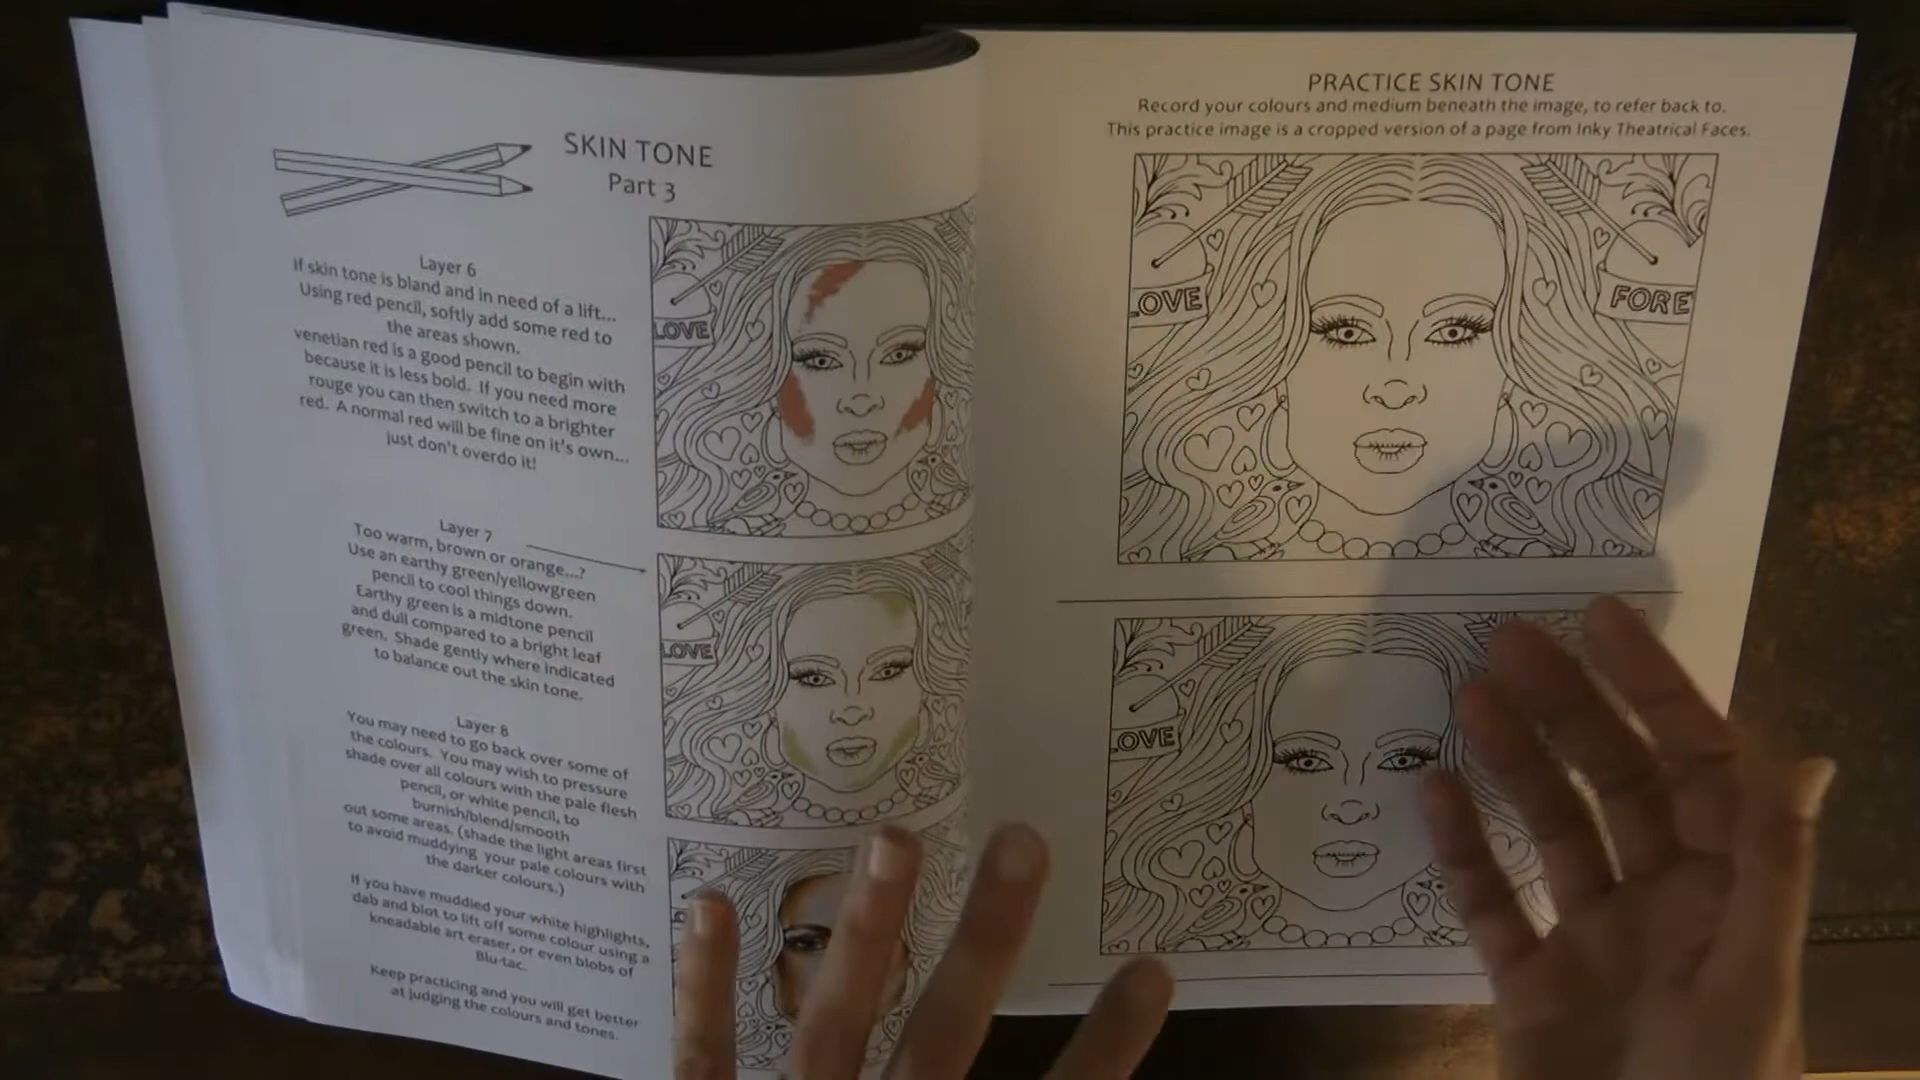 SKIN TONE
Part 3
Layer 6
If skin tone is bland and in need of a lift...
Using red pencil, softly add some red to
the areas shown.
venetian red is a good pencil to begin with
because it is less bold. If you need more
rouge you can then switch to a brighter
red. A normal red will be fine on it's own...
just don't overdo it!
Layer 7
Too warm, brown or orange...?
Use an earthy green/yellowgreen
pencil to cool things down.
Earthy green is a midtone pencil
and dull compared to a bright leaf
green. Shade gently where indicated
to balance out the skin tone.
Layer 8
You may need to go back over some of
the colours. You may wish to pressure
shade over all colours with the pale flesh
pencil, or white pencil, to
burnish/blend/smooth
out some areas. (shade the light areas first
to avoid muddying your pale colours with
the darker colours.)
If you have muddied your white highlights,
dab and blot to lift off some colour using a
kneadable art eraser, or even blobs of
Blu-tac.
Keep practicing and you will get better
at judging the colours and tones.
LOVE
LOVE
PRACTICE SKIN TONE
Record your colours and medium beneath the image, to refer back to.
This practice image is a cropped version of a page from Inky Theatrical Faces.
LOVE
FORE
LOVE